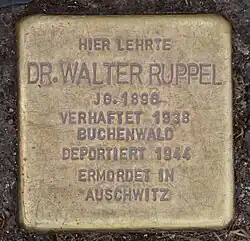 HIER LEHRTE
DR. WALTER RUPPEL
JG. 1896
VERHAFTET 1938
BUCHENWALD
DEPORTIERT 1944
ERMORDET IN
AUSCHWITZ